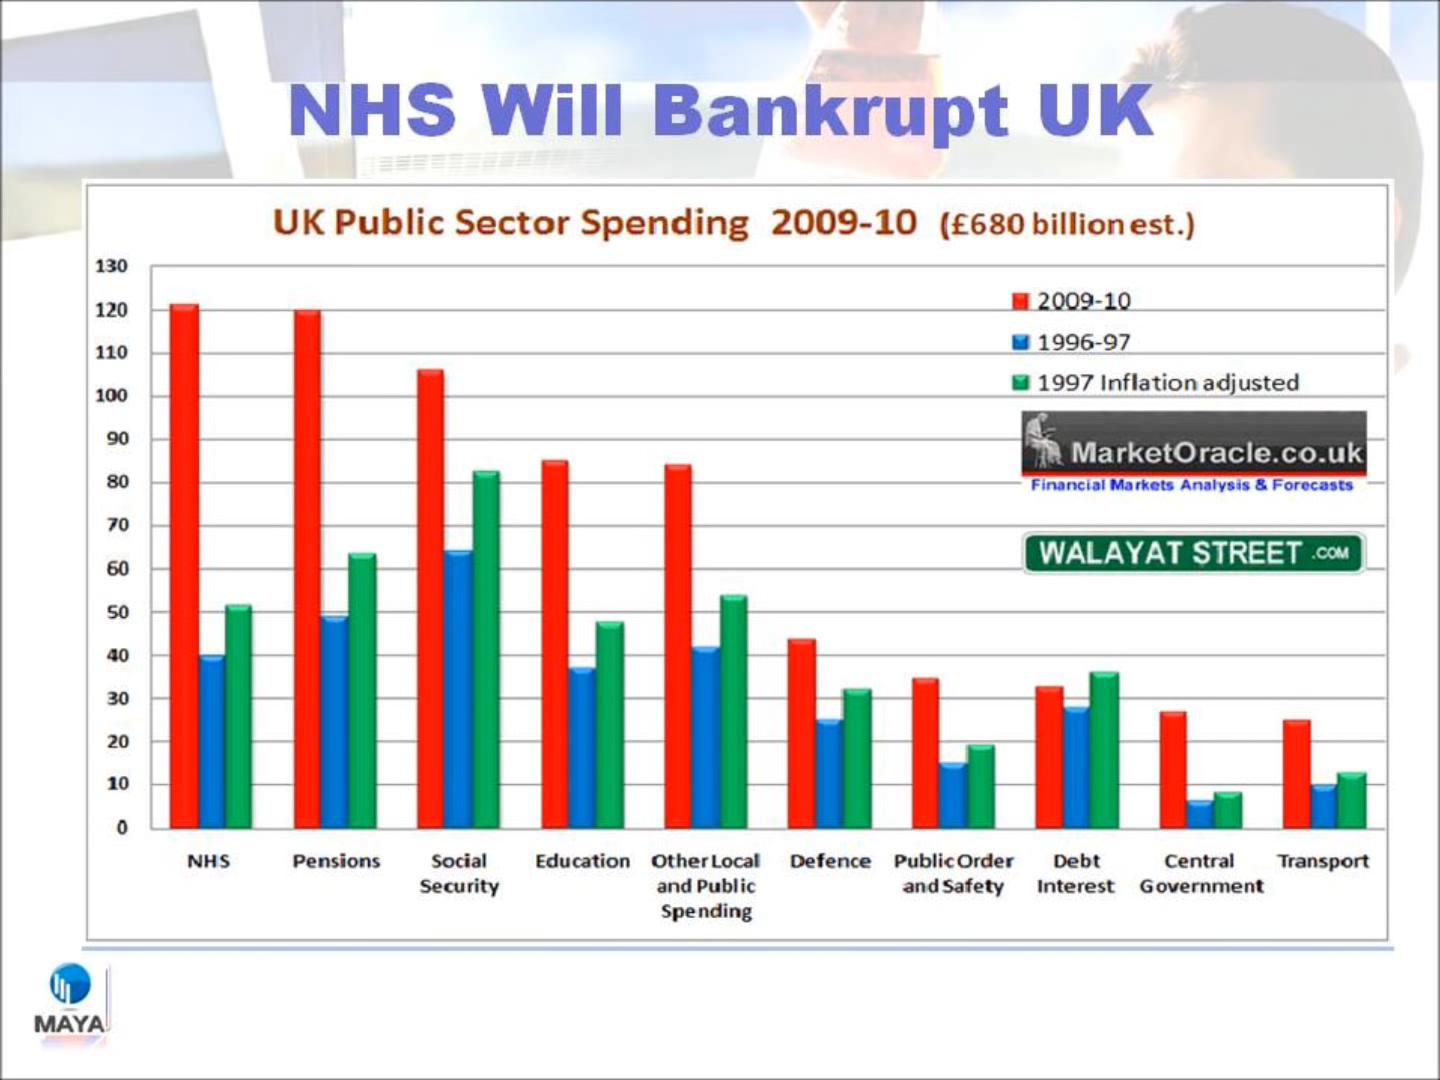 NHS Will Bankrupt UK
UK Public Sector Spending 2009-10 (£680 billion est.)
130
120
110
100
90
80
70
60
50
40
30
20
10
0
2009-10
1996-97
1997 Inflation adjusted
MarketOracle.co.uk
Financial Markets Analysis & Forecasts
WALAYAT STREET .COM
NHS
Pensions
Social
Security
Education
Other Local
and Public
Spending
Defence
Public Order
and Safety
Debt
Interest
Central
Government
Transport
MAYA